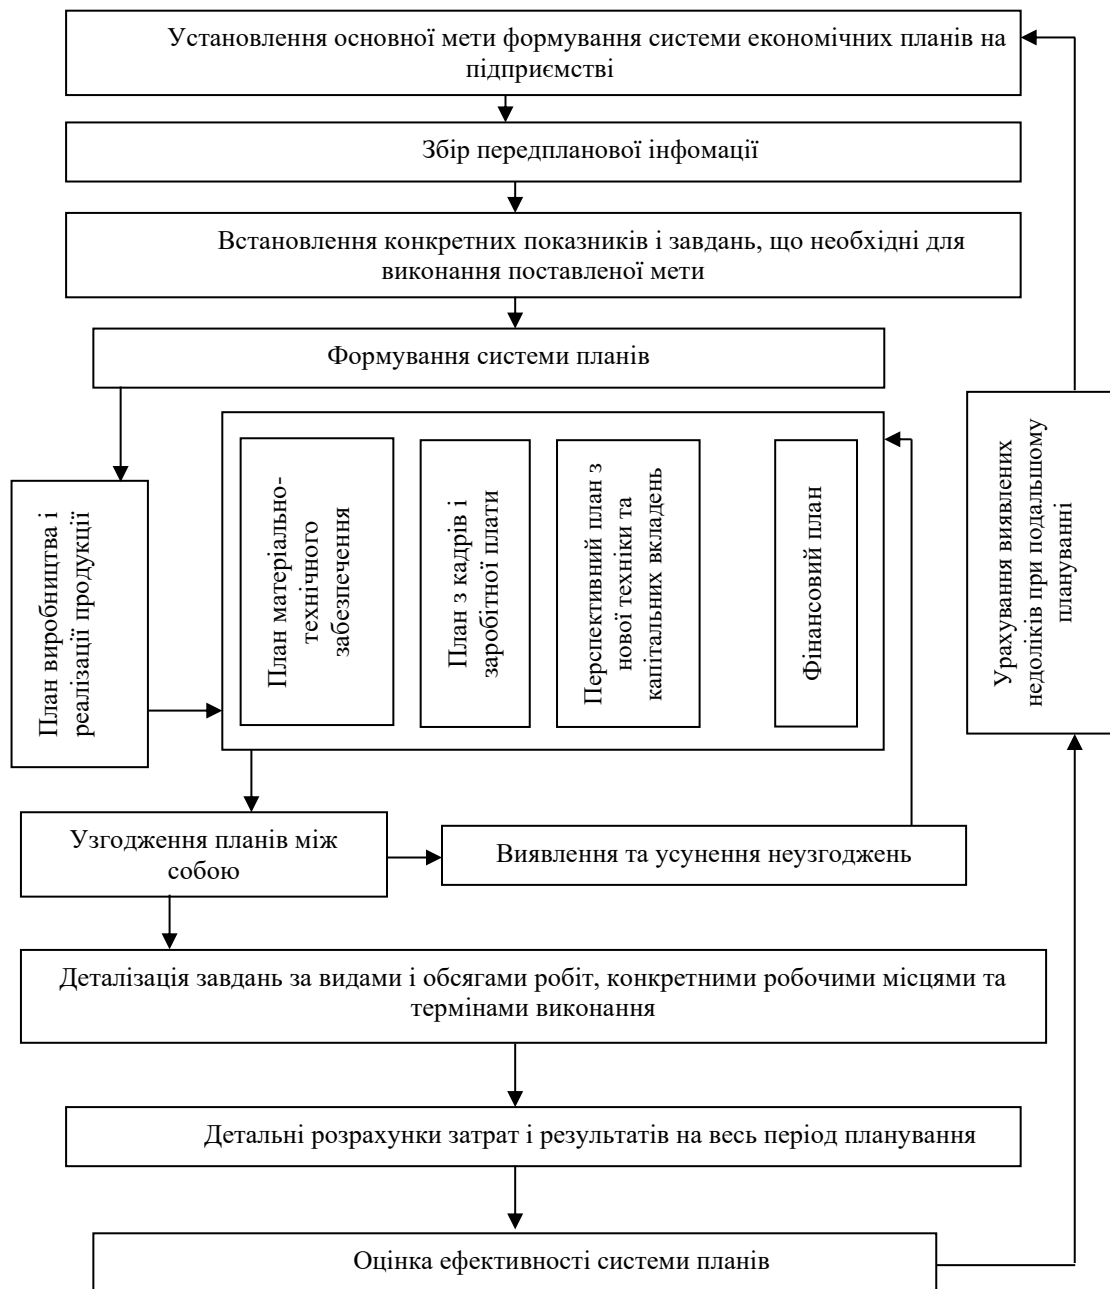 Установлення основної мети формування системи економічних планів на
підприємстві
Збір передпланової інфомації
Встановлення конкретних показників і завдань, що необхідні для
виконання поставленої мети
Формування системи планів
План виробництва і
реалізації продукції
План матеріально-
технічного
забезпечення
План з кадрів і
заробітної плати
Перспективний план з
нової техніки та
капітальних вкладень
Фінансовий план
Урахування виявлених
недоліків при подальшому
плануванні
Узгодження планів між
собою
Виявлення та усунення неузгоджень
Деталізація завдань за видами і обсягами робіт, конкретними робочими місцями та
термінами виконання
Детальні розрахунки затрат і результатів на весь період планування
Оцінка ефективності системи планів